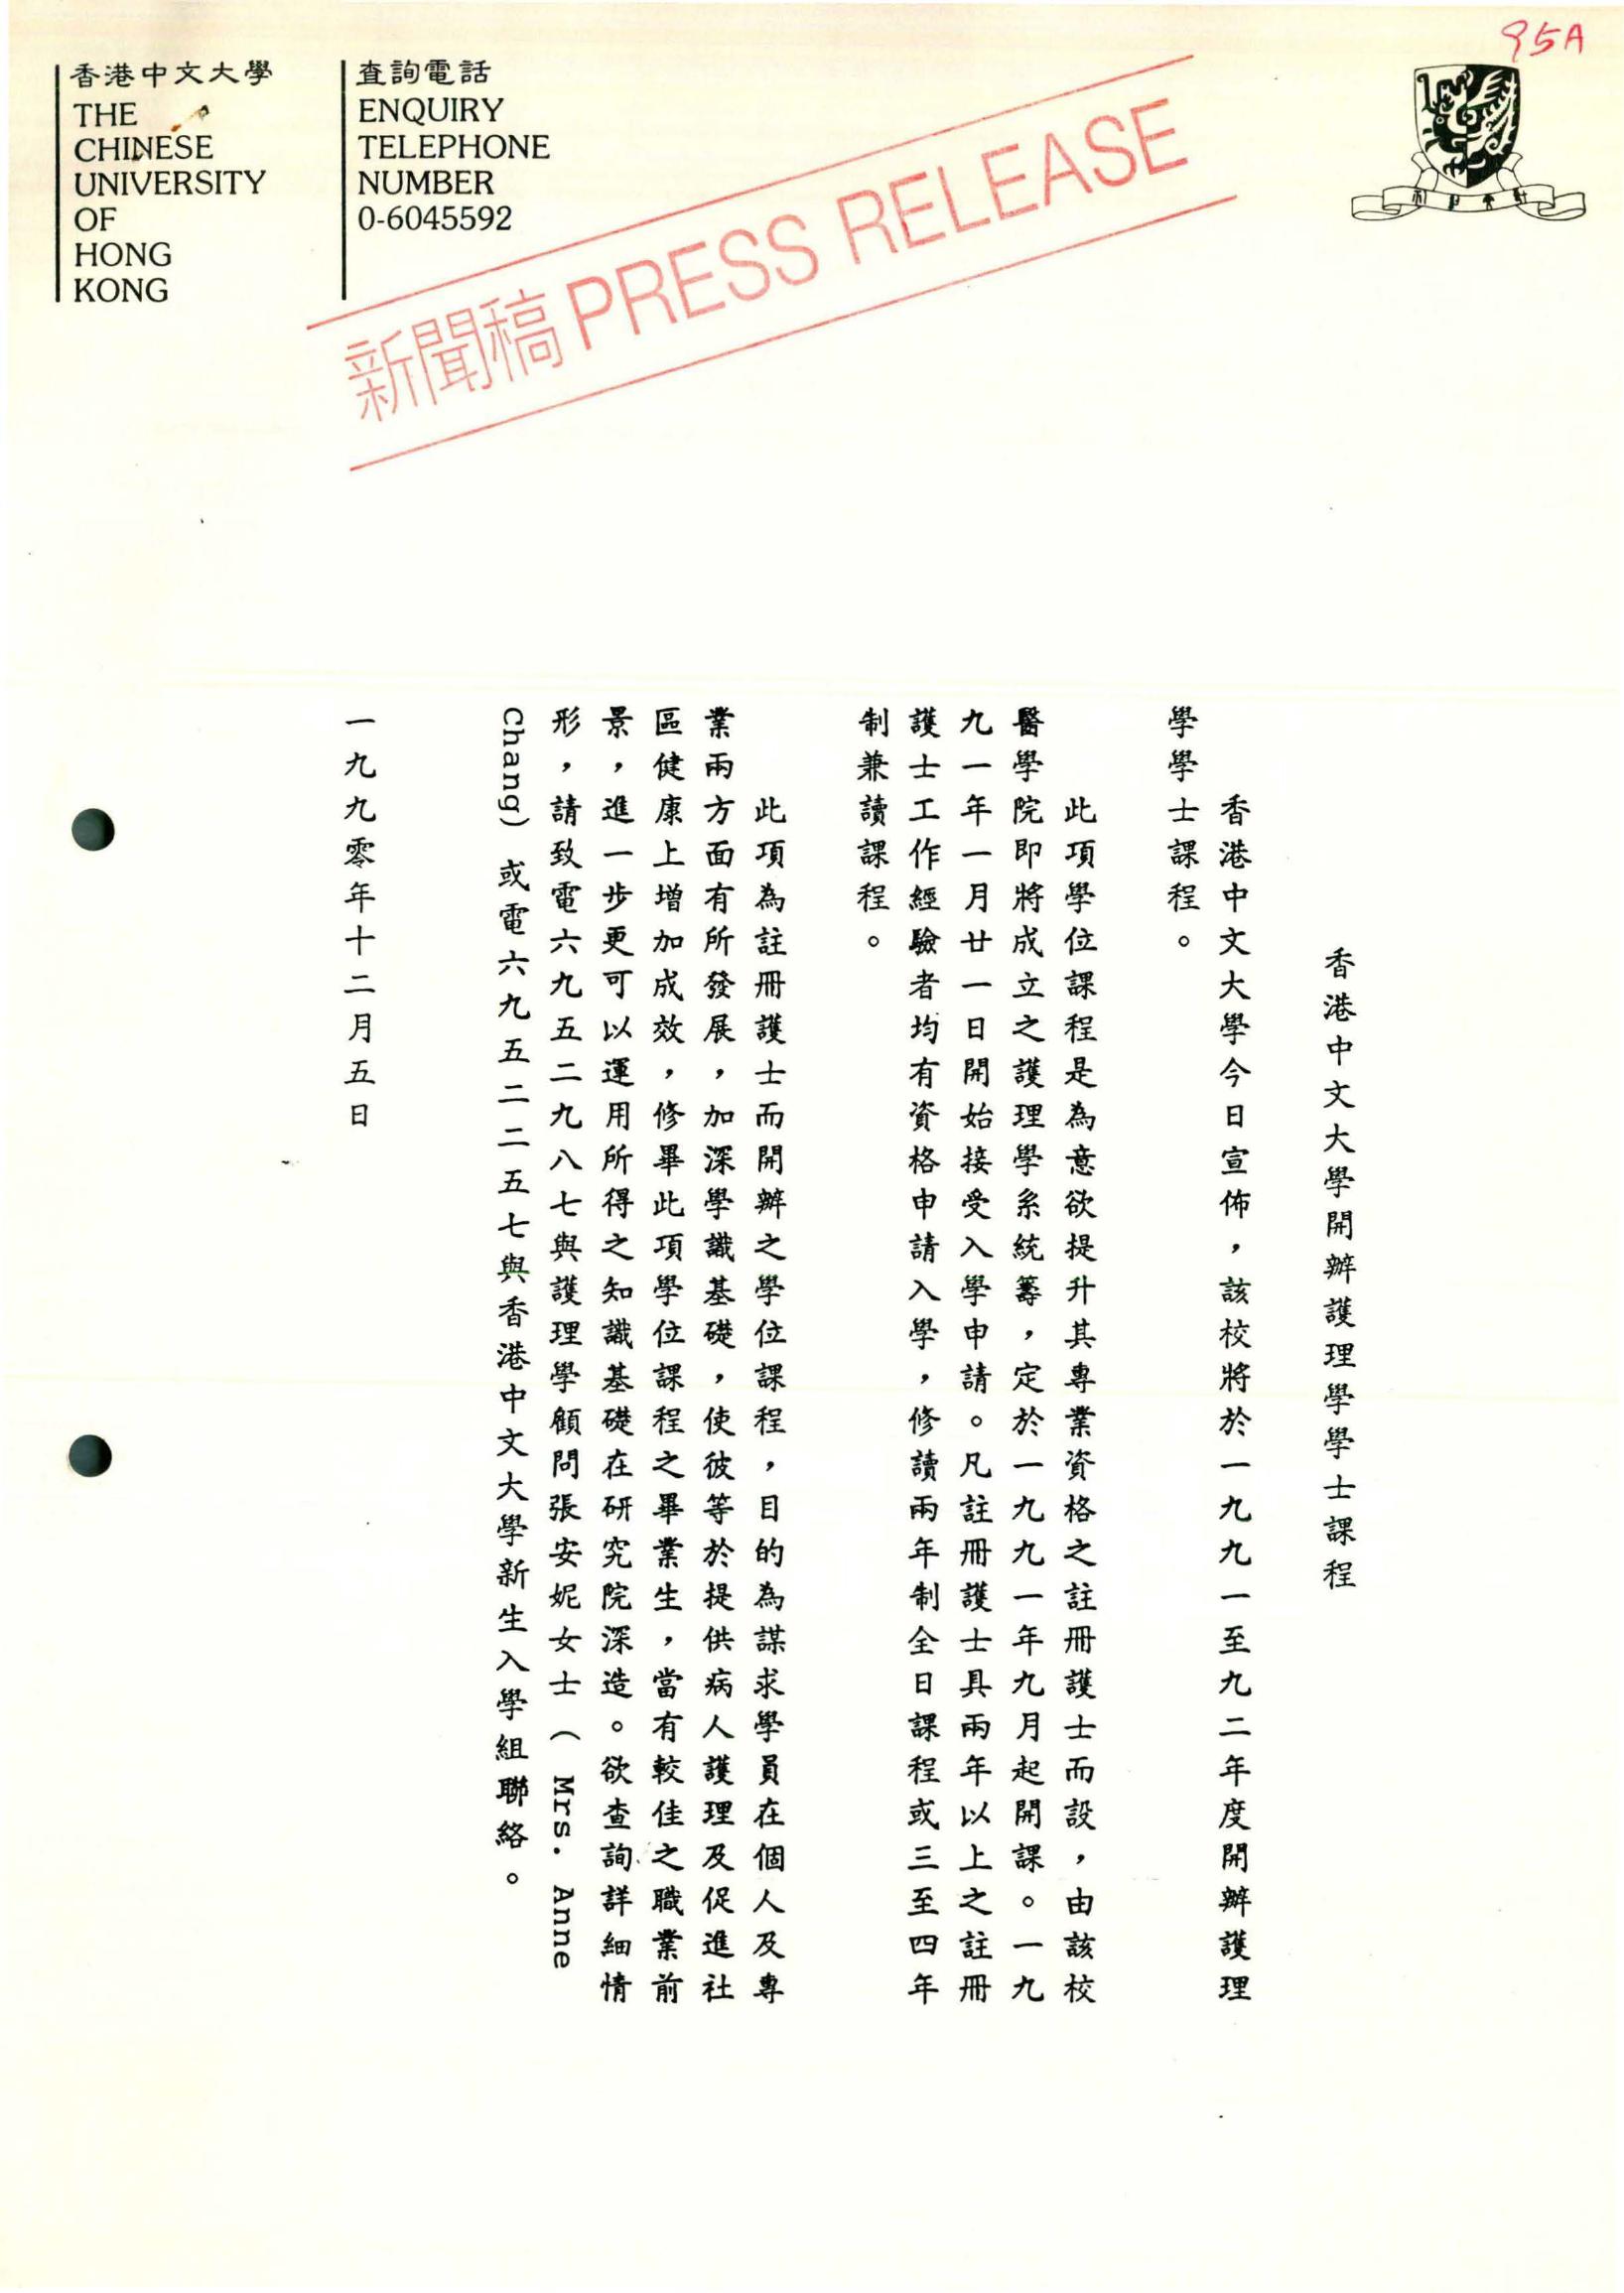 95A
香港中文大學
THE
CHINESE
UNIVERSITY
OF
HONG
KONG
查詢電話
ENQUIRY
TELEPHONE
NUMBER
0-6045592
新聞稿 PRESS RELEASE
香港中文大學開辦護理學學士課程
香港中文大學今日宣佈，該校將於一九九一至九二年度開辦護理
學學士課程。
此項學位課程是為意欲提升其專業資格之註冊護士而設，由該校
醫學院即將成立之護理學系統籌，定於一九九一年九月起開課。一九
九一年一月廿一日開始接受入學申請。凡註冊護士具兩年以上之註冊
護士工作經驗者均有資格申請入學，修讀兩年制全日課程或三至四年
制兼讀課程。
此項為註冊護士而開辦之學位課程，目的為謀求學員在個人及專
業兩方面有所發展，加深學識基礎，使彼等於提供病人護理及促進社
區健康上增加成效，修畢此項學位課程之畢業生，當有較佳之職業前
景，進一步更可以運用所得之知識基礎在研究院深造。欲查詢詳細情
形，請致電六九五二九八七與護理學顧問張安妮女士（Mrs. Anne
Chang) 或電六九五二二五七與香港中文大學新生入學組聯絡。
一九九零年十二月五日